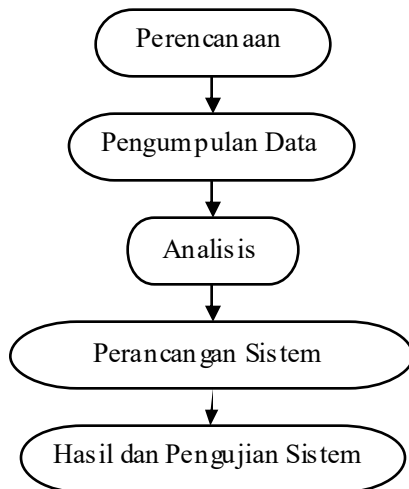 Perencanaan
Pengumpulan Data
Analisis
Perancangan Sistem
Hasil dan Pengujian Sistem